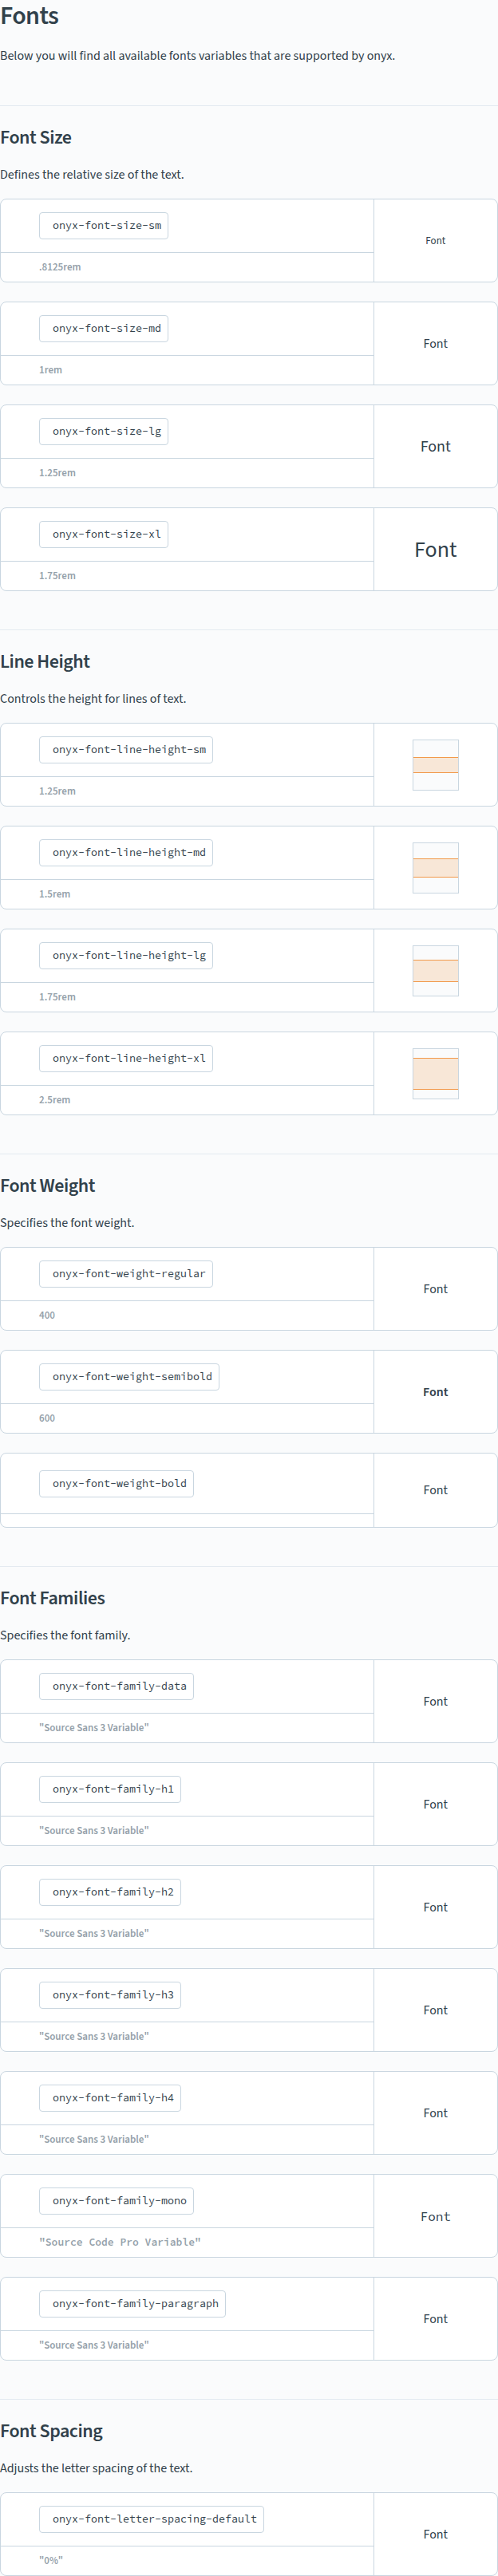 Fonts
Below you will find all available fonts variables that are supported by onyx.
Font Size
Defines the relative size of the text.
onyx-font-size-sm
Font
.8125rem
onyx-font-size-md
Font
1rem
onyx-font-size-lg
Font
1.25rem
onyx-font-size-xl
Font
1.75rem
Line Height
Controls the height for lines of text.
onyx-font-line-height-sm
1.25rem
onyx-font-line-height-md
1.5rem
onyx-font-line-height-lg
1.75rem
onyx-font-line-height-xl
2.5rem
Font Weight
Specifies the font weight.
onyx-font-weight-regular
Font
400
onyx-font-weight-semibold
Font
600
onyx-font-weight-bold
Font
Font Families
Specifies the font family.
onyx-font-family-data
Font
"Source Sans 3 Variable"
onyx-font-family-h1
Font
"Source Sans 3 Variable"
onyx-font-family-h2
Font
"Source Sans 3 Variable"
onyx-font-family-h3
Font
"Source Sans 3 Variable"
onyx-font-family-h4
Font
"Source Sans 3 Variable"
onyx-font-family-mono
Font
"Source Code Pro Variable"
onyx-font-family-paragraph
Font
"Source Sans 3 Variable"
Font Spacing
Adjusts the letter spacing of the text.
onyx-font-letter-spacing-default
Font
"0%"